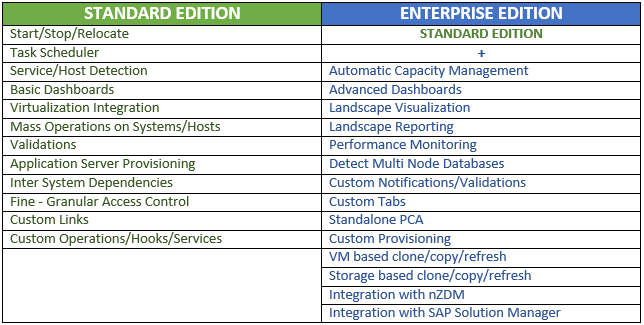 STANDARD EDITION
ENTERPRISE EDITION
Start/Stop/Relocate
STANDARD EDITION
Task Scheduler
+
Service/Host Detection
Automatic Capacity Management
Basic Dashboards
Advanced Dashboards
Virtualization Integration
Landscape Visualization
Mass Operations on Systems/Hosts
Landscape Reporting
Validations
Performance Monitoring
Application Server Provisioning
Detect Multi Node Databases
Inter System Dependencies
Custom Notifications/Validations
Fine - Granular Access Control
Custom Tabs
Custom Links
Standalone PCA
Custom Operations/Hooks/Services
Custom Provisioning
VM based clone/copy/refresh
Storage based clone/copy/refresh
Integration with nZDM
Integration with SAP Solution Manager